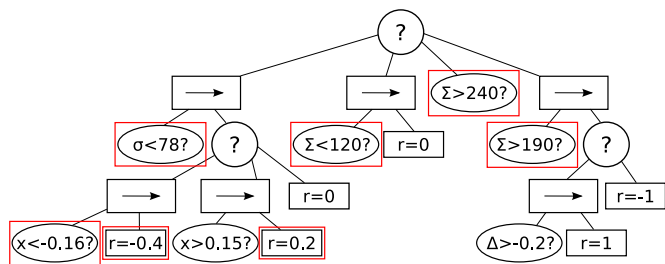 ?
Σ>240?
σ<78?
?
Σ<120?
r=0
Σ>190?
?
r=0
r=-1
x<-0.16?
r=-0.4
x>0.15?
r=0.2
Δ>-0.2?
r=1